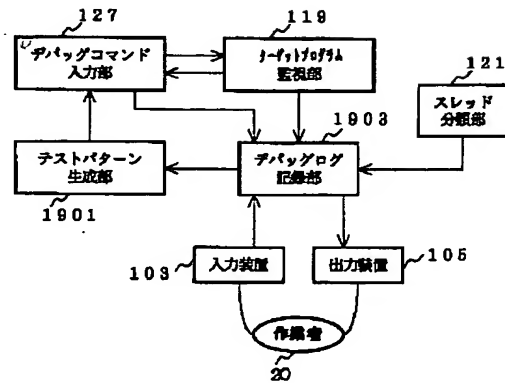 127
119
デバッグコマンド
入力部
ターゲットプログラム
監視部
121
スレッド
分類部
1903
テストパターン
生成部
デバッグログ
記録部
1901
103
入力装置
出力装置
105
作業者
20